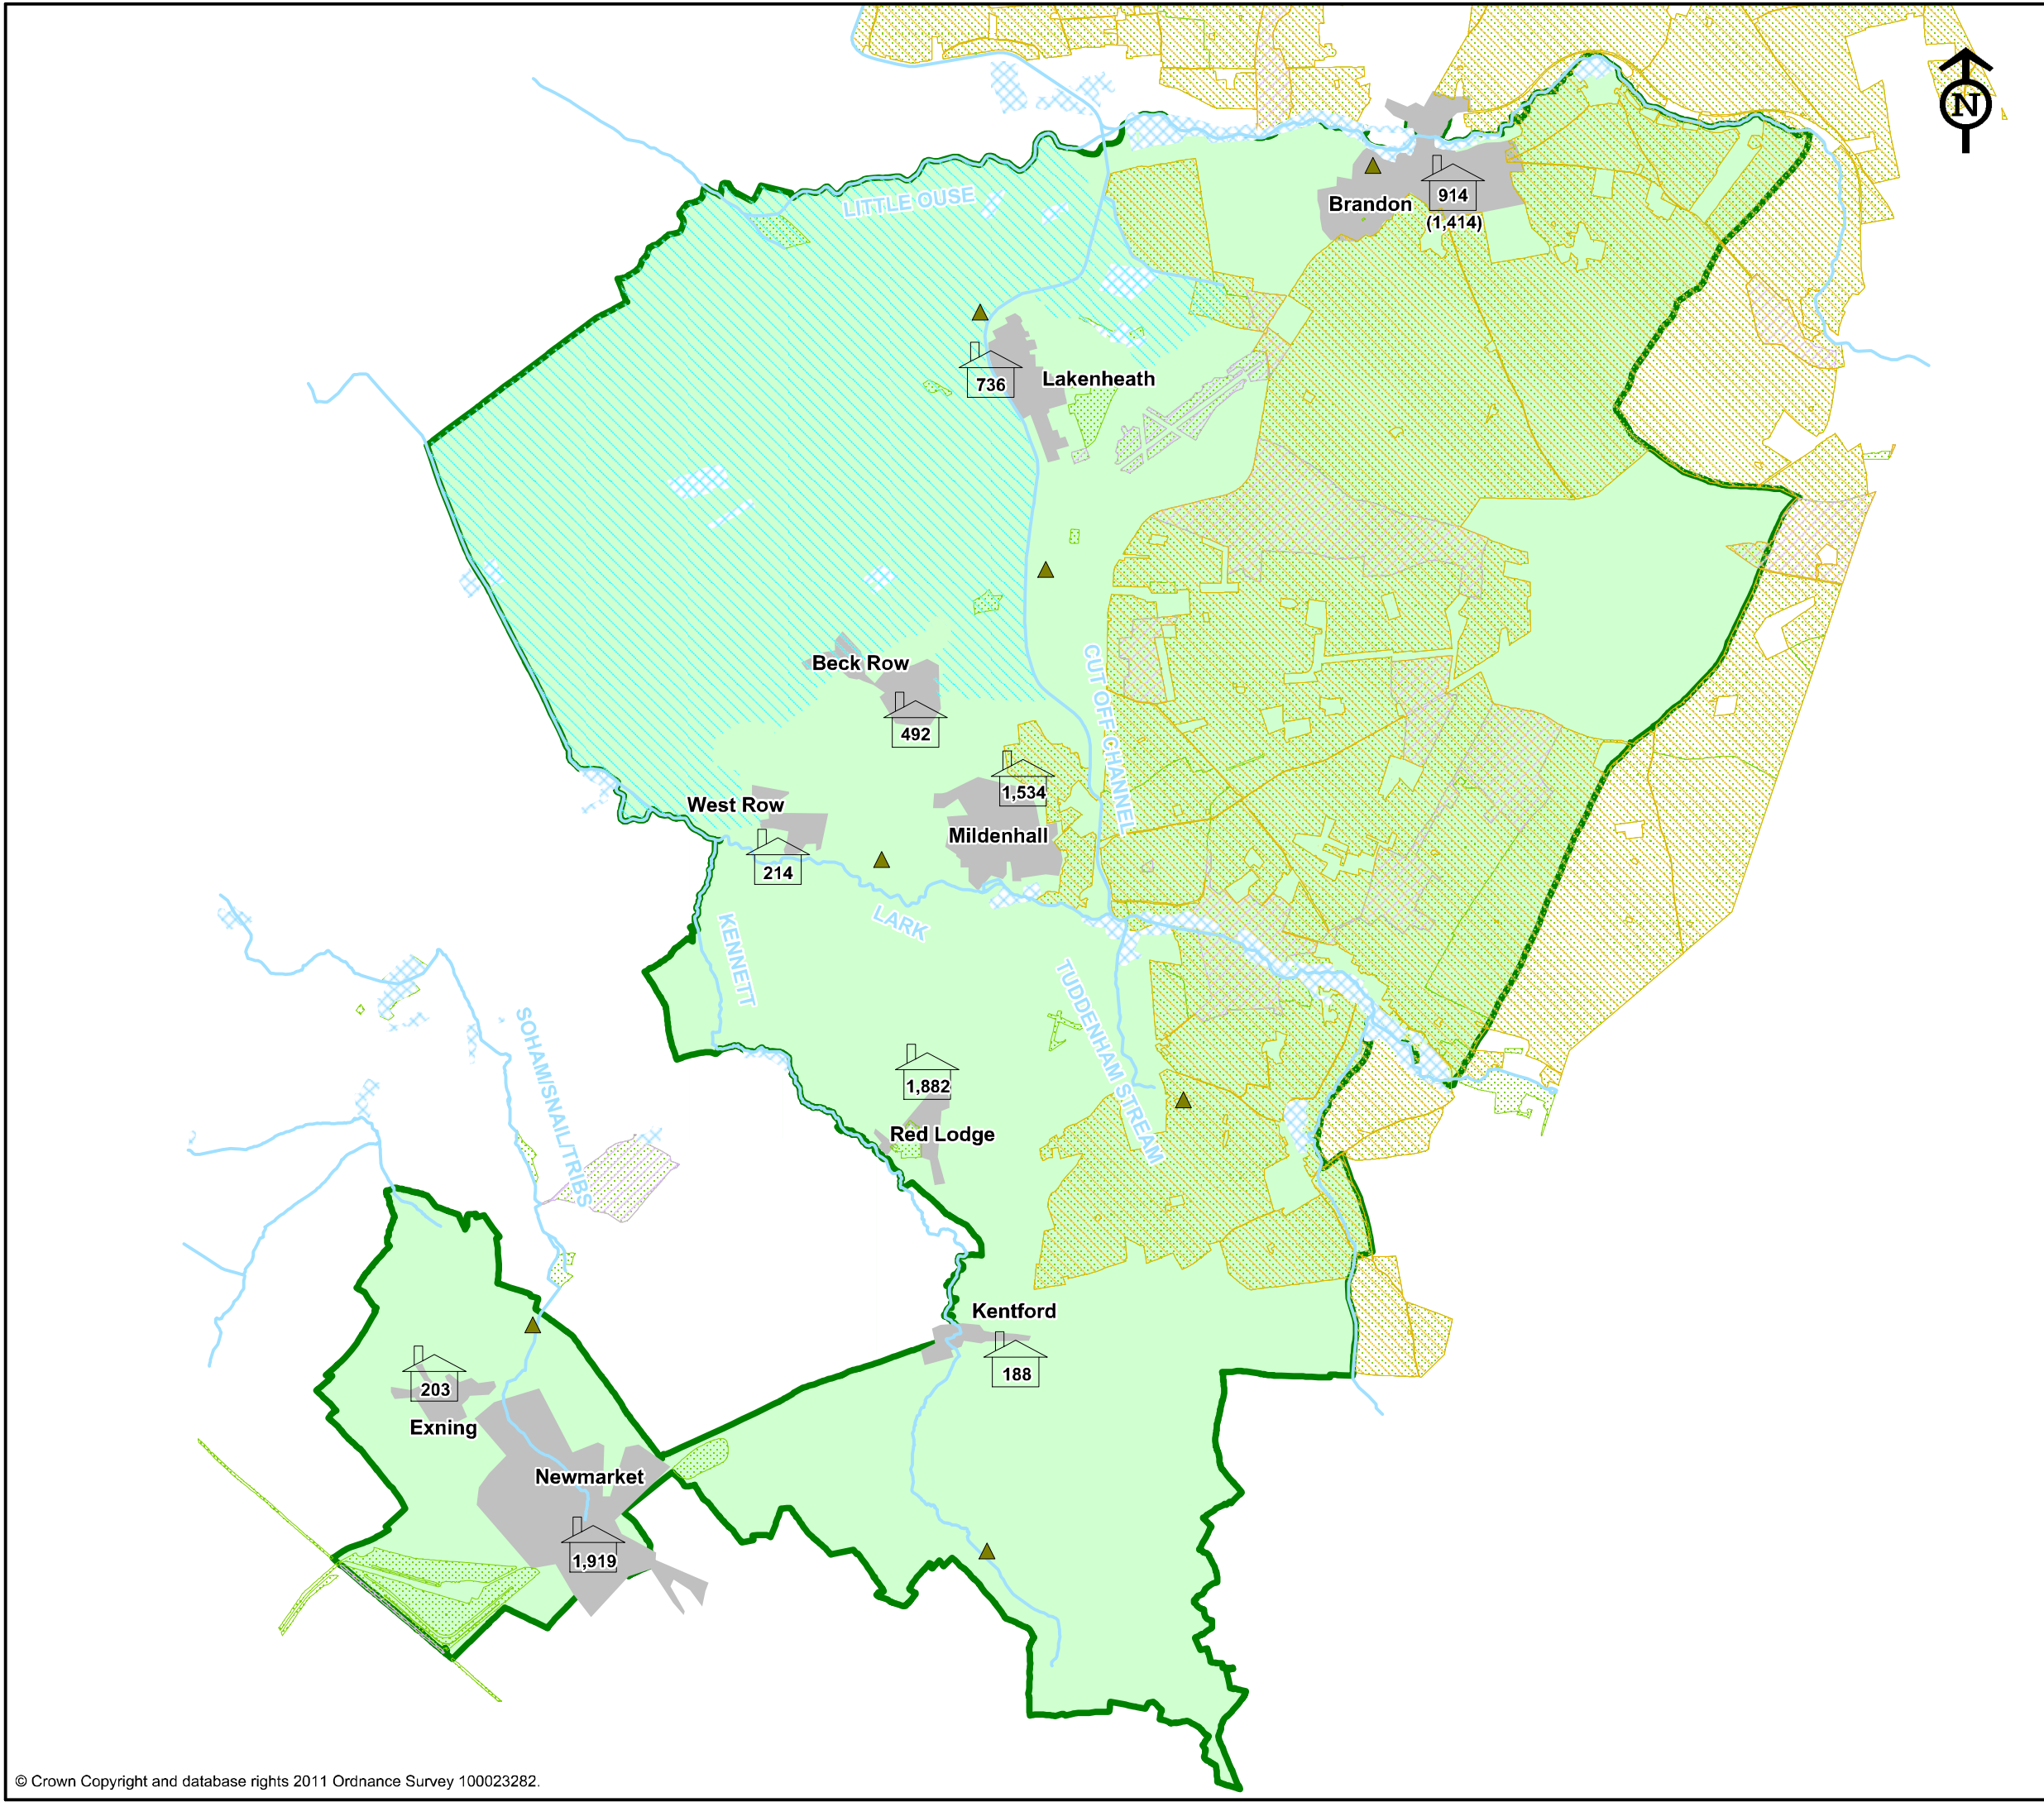 N
LITTLE OUSE
Brandon
914
(1,414)
736
Lakenheath
Beck Row
492
CUT OFF CHANNEL
1,534
West Row
Mildenhall
214
LARK
KENNETT
TUDDENHAM STREAM
SOHAM/SNAIL/TRIBS
1,882
Red Lodge
Kentford
188
203
Exning
Newmarket
1,919
© Crown Copyright and database rights 2011 Ordnance Survey 100023282.